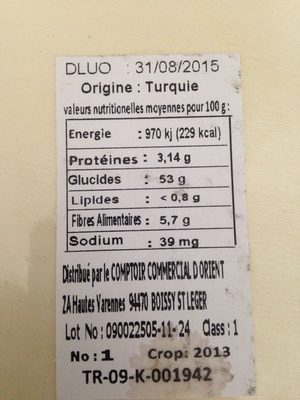 DLUO : 31/08/2015
Origine : Turquie
valeurs nutritionelles moyennes pour 100 g :
Energie : 970 kj (229 kcal)
Protéines : 3,14 g
Glucides : 53 g
Lipides : < 0,8 g
Fibres Alimentaires : 5,7 g
Sodium : 39 mg
Distribué par le COMPTOIR COMMERCIAL D'ORIENT
ZA Hautes Varennes 94470 BOISSY ST LEGER
Lot No : 090022505-11-24 Class : 1
No : 1 Crop: 2013
TR-09-K-001942